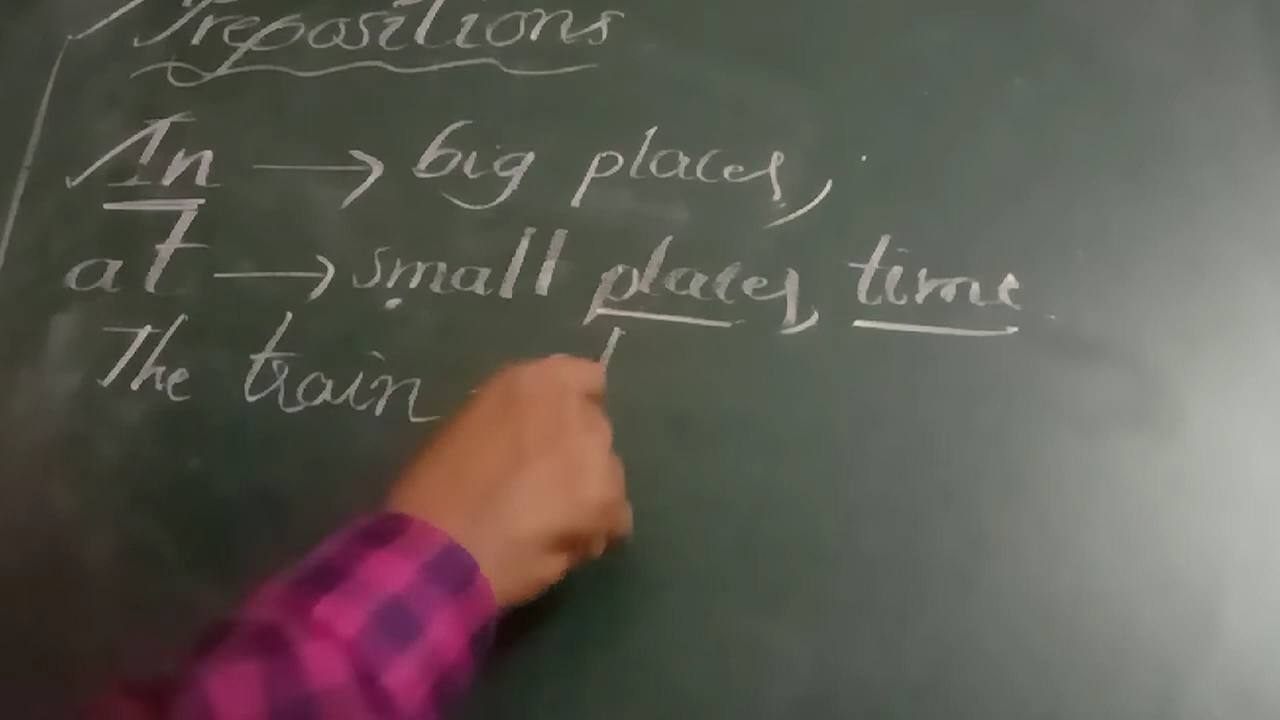 Prepositions
In → big places,
at → small places, time
The train